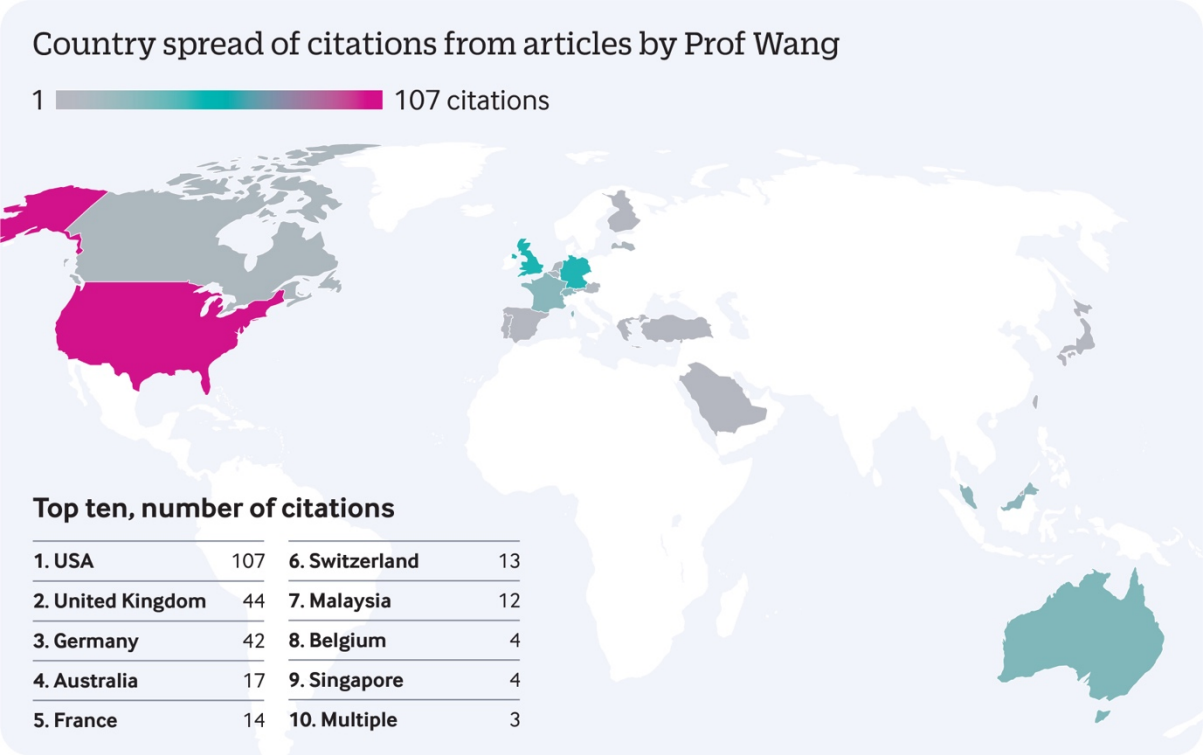 Country spread of citations from articles by Prof Wang
1 107 citations
Top ten, number of citations
1. USA 107
2. United Kingdom 44
3. Germany 42
4. Australia 17
5. France 14
6. Switzerland 13
7. Malaysia 12
8. Belgium 4
9. Singapore 4
10. Multiple 3